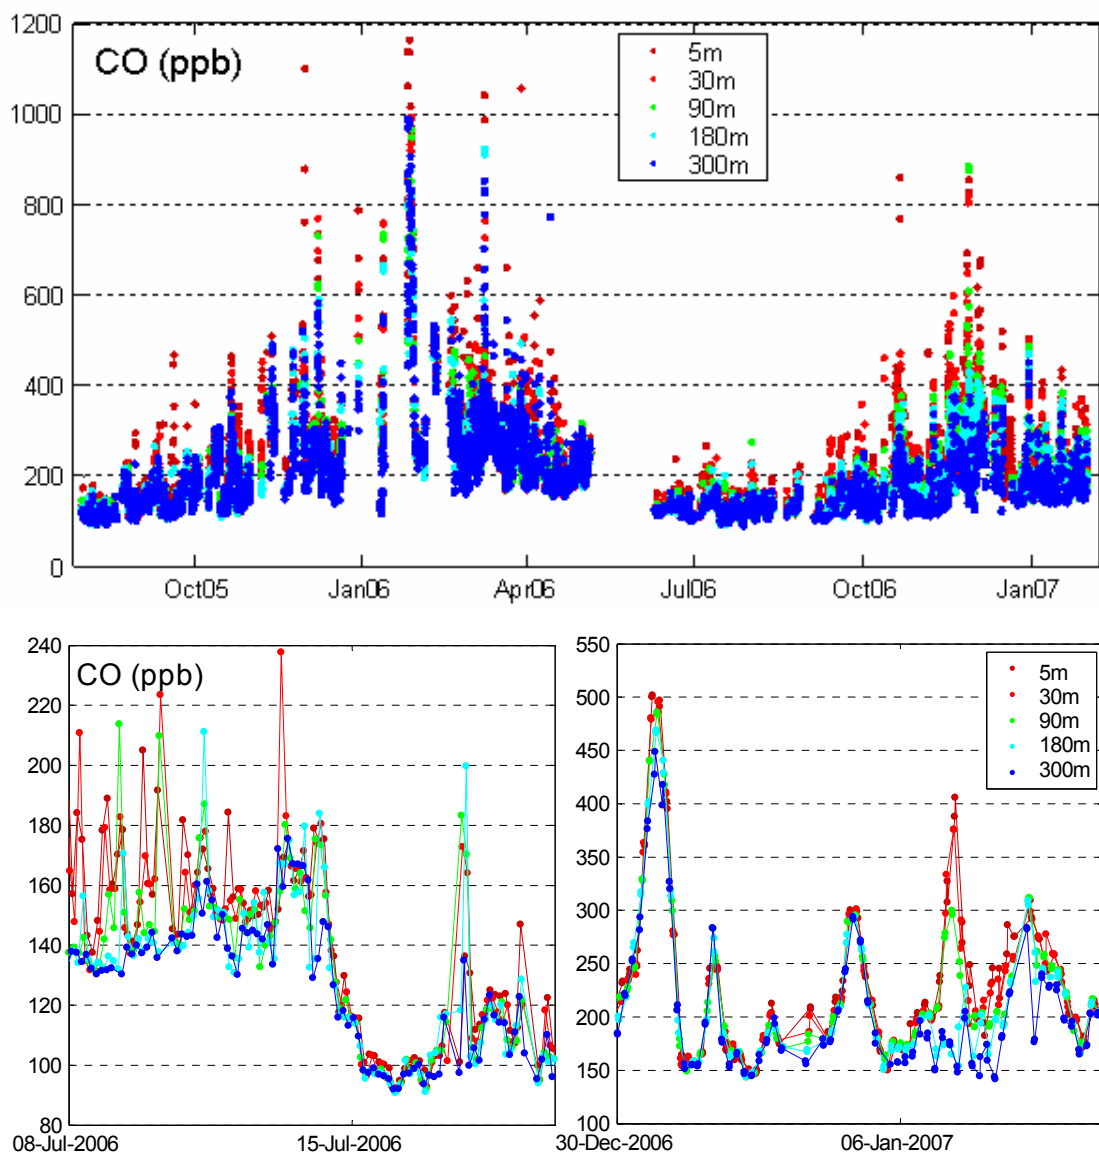 1200
CO (ppb)
5m
30m
90m
180m
300m
1000
800
600
400
200
0
Oct05 Jan06 Apr06 Jul06 Oct06 Jan07
240
CO (ppb)
220
200
180
160
140
120
100
80
08-Jul-2006 15-Jul-2006
550
5m
30m
90m
180m
300m
500
450
400
350
300
250
200
150
100
30-Dec-2006 06-Jan-2007